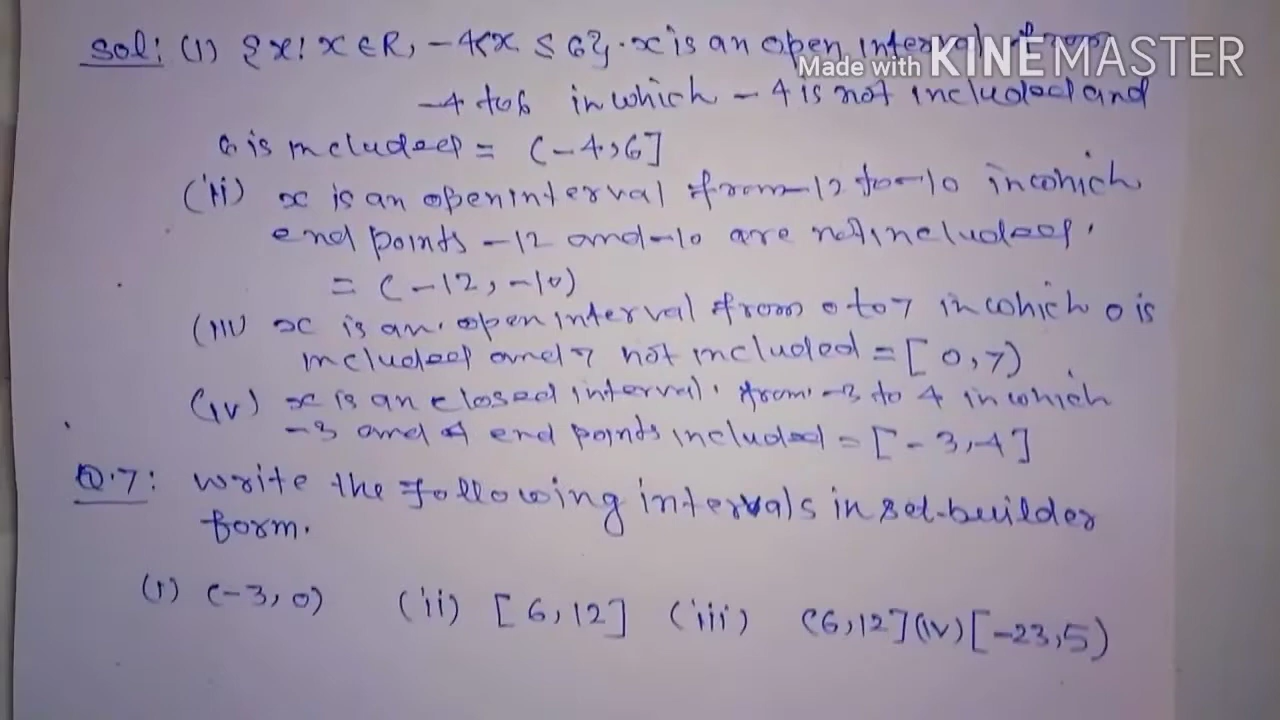 Sol: (i) {x: x ∈ R, -4<x ≤ 6}. x is an open interval from
Made with KINEMASTER
-4 to 6 in which -4 is not included and
6 is included = (-4,6]
(ii) x is an open interval from -12 to -10 in which
end points -12 and -10 are not included.
= (-12, -10)
(iii) x is an open interval from 0 to 7 in which 0 is
included and 7 not included = [0,7)
(iv) x is an closed interval. from -3 to 4 in which
-3 and 4 end points included = [-3,4]
Q.7: Write the following intervals in set-builder
form.
(i) (-3,0) (ii) [6,12] (iii) (6,12] (iv) [-23,5)